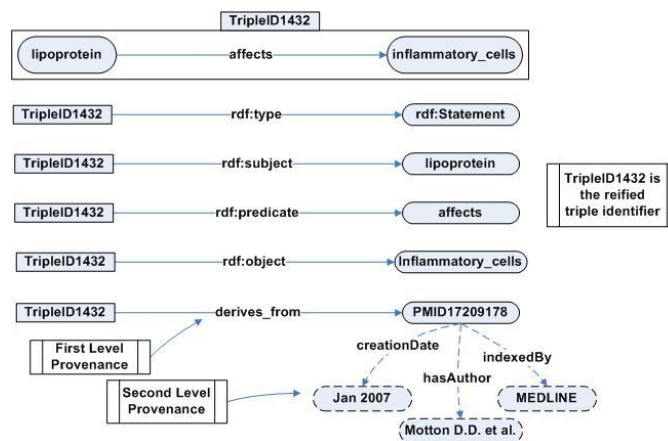 TripleID1432
lipoprotein affects inflammatory_cells
TripleID1432 rdf:type rdf:Statement
TripleID1432 rdf:subject lipoprotein
TripleID1432 rdf:predicate affects
TripleID1432 is
the reified
triple identifier
TripleID1432 rdf:object Inflammatory_cells
TripleID1432 derives_from PMID17209178
First Level
Provenance
creationDate
hasAuthor
indexedBy
Second Level
Provenance
Jan 2007
MEDLINE
Motton D.D. et al.